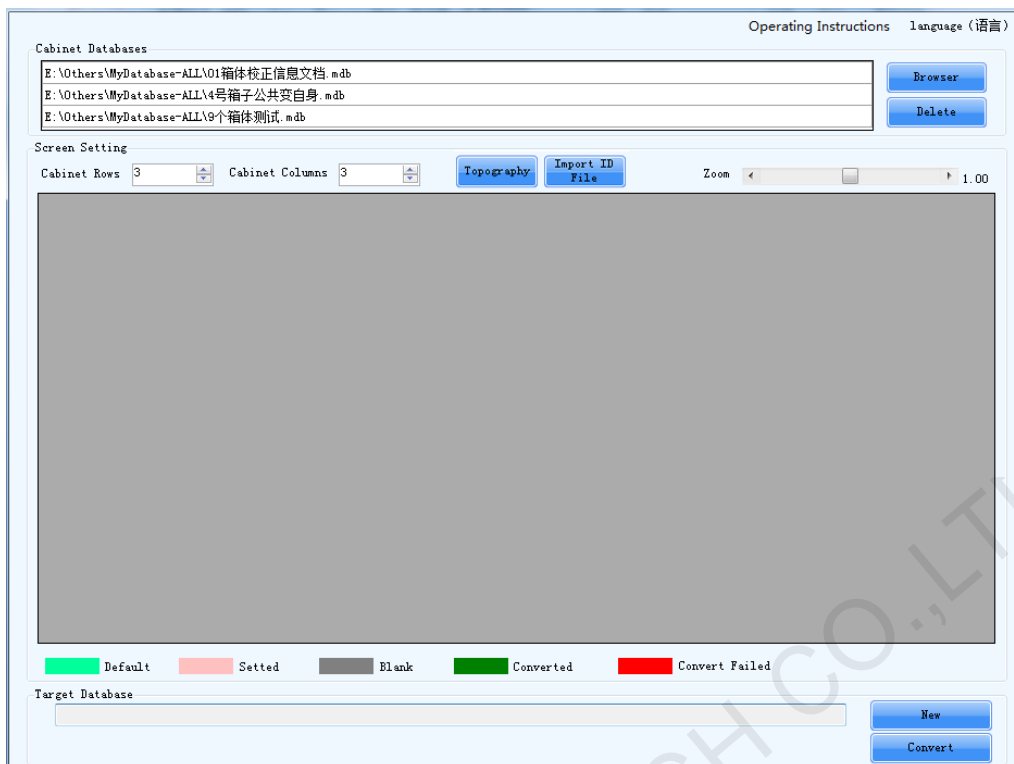 Operating Instructions language (语言)
Cabinet Databases
E:\Others\MyDatabase-ALL\01箱体校正信息文档.mdb
Browser
E:\Others\MyDatabase-ALL\4号箱子公共变自身.mdb
E:\Others\MyDatabase-ALL\9个箱体测试.mdb
Delete
Screen Setting
Cabinet Rows 3 Cabinet Columns 3 Topography Import ID File Zoom 1.00
Default Setted Blank Converted Convert Failed
Target Database
New
Convert
CO.,LT